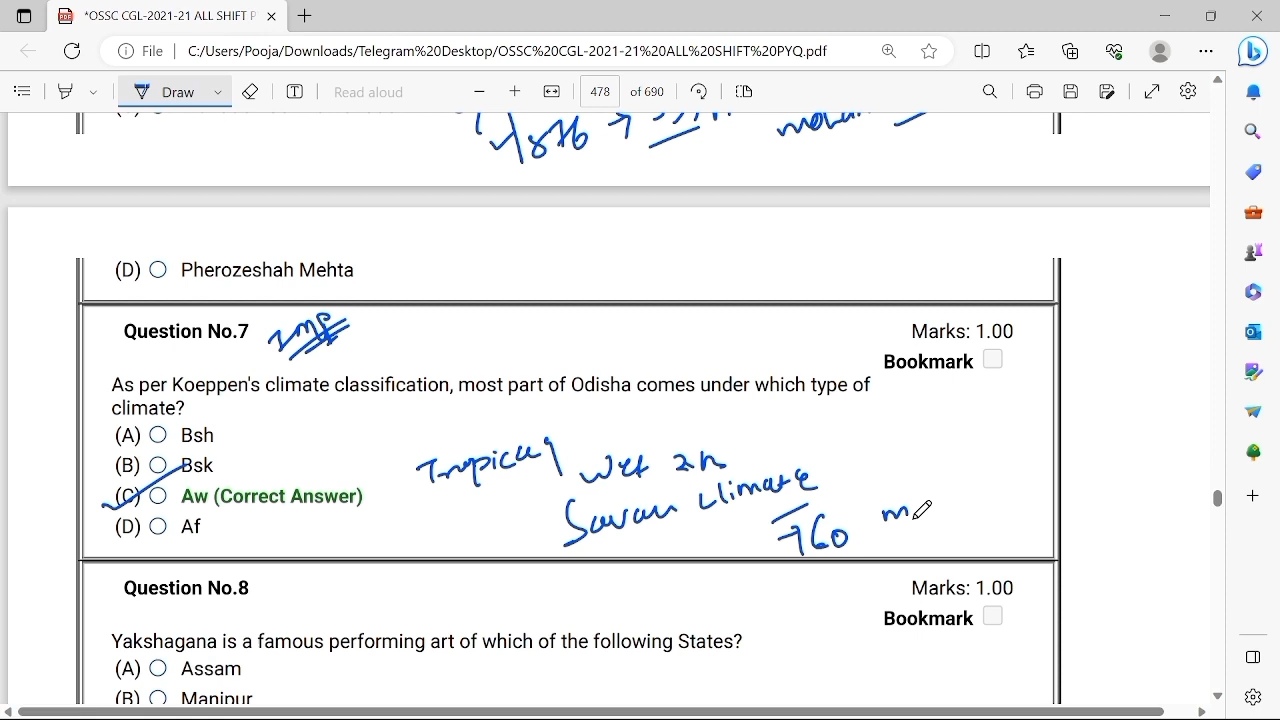 *OSSC CGL-2021-21 ALL SHIFT P
File C:/Users/Pooja/Downloads/Telegram%20Desktop/OSSC%20CGL-2021-21%20ALL%20SHIFT%20PYQ.pdf
Draw Read aloud 478 of 690
1876
(D) Pherozeshah Mehta
Question No.7 Imp Marks: 1.00
Bookmark
As per Koeppen's climate classification, most part of Odisha comes under which type of
climate?
(A) Bsh
(B) Bsk
(C) Aw (Correct Answer)
(D) Af
Tropical wet
climate
760 m
Question No.8 Marks: 1.00
Bookmark
Yakshagana is a famous performing art of which of the following States?
(A) Assam
(B) Manipur